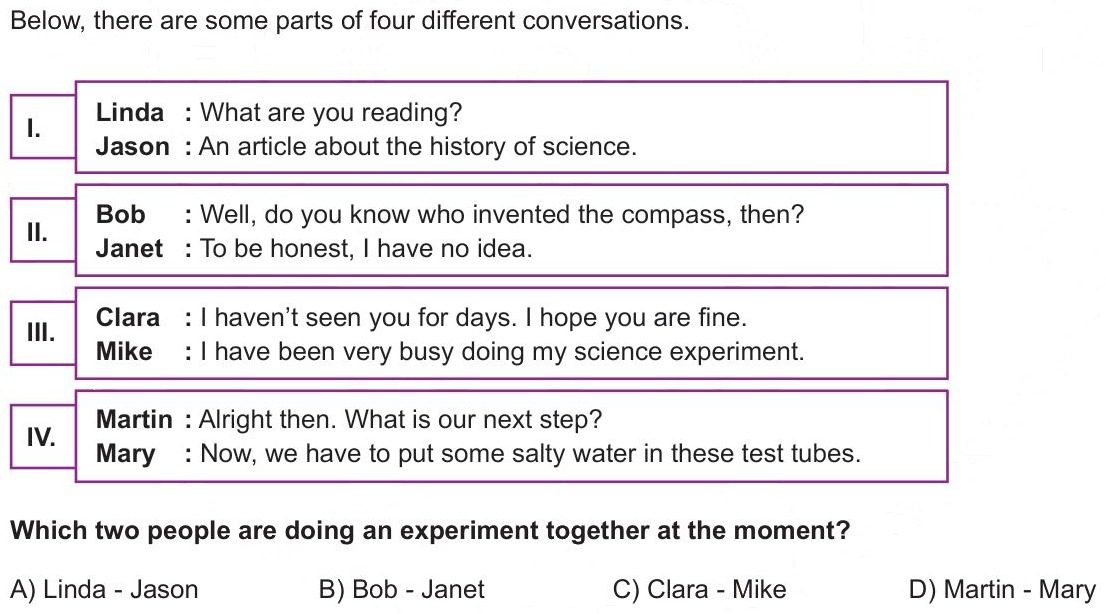 Below, there are some parts of four different conversations.
I.
Linda : What are you reading?
Jason : An article about the history of science.
II.
Bob : Well, do you know who invented the compass, then?
Janet : To be honest, I have no idea.
III.
Clara : I haven't seen you for days. I hope you are fine.
Mike : I have been very busy doing my science experiment.
IV.
Martin : Alright then. What is our next step?
Mary : Now, we have to put some salty water in these test tubes.
Which two people are doing an experiment together at the moment?
A) Linda - Jason B) Bob - Janet C) Clara - Mike D) Martin - Mary